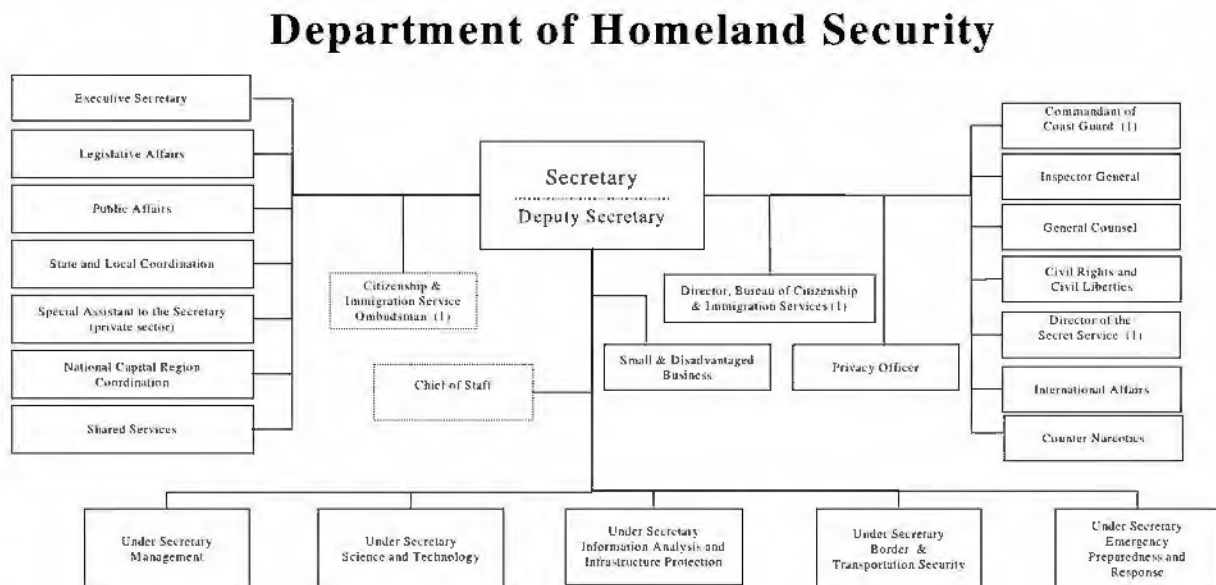 Department of Homeland Security
Executive Secretary
Legislative Affairs
Public Affairs
State and Local Coordination
Special Assistant to the Secretary
(private sector)
National Capital Region
Coordination
Shared Services
Citizenship &
Immigration Service
Ombudsman (1)
Chief of Staff
Secretary
Deputy Secretary
Small & Disadvantaged
Business
Director, Bureau of Citizenship
& Immigration Services (1)
Privacy Officer
Commandant of
Coast Guard (1)
Inspector General
General Counsel
Civil Rights and
Civil Liberties
Director of the
Secret Service (1)
International Affairs
Counter Narcotics
Under Secretary
Management
Under Secretary
Science and Technology
Under Secretary
Information Analysis and
Infrastructure Protection
Under Secretary
Border &
Transportation Security
Under Secretary
Emergency
Preparedness and
Response